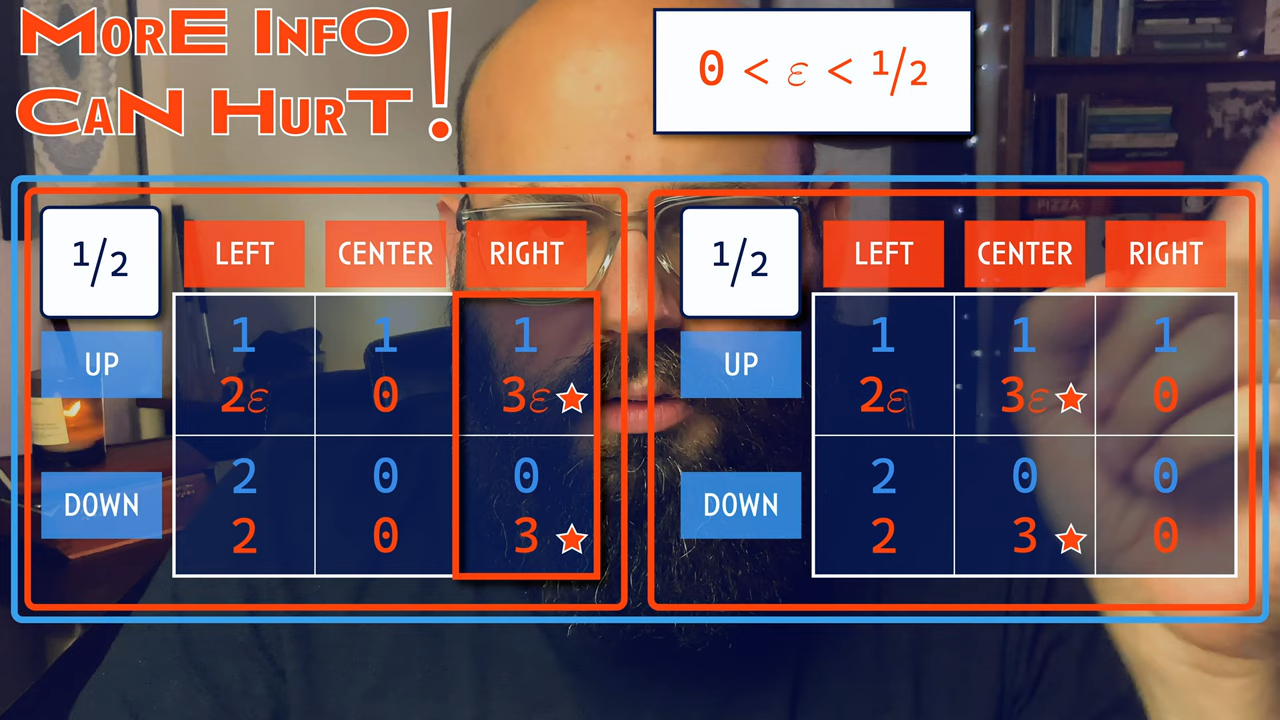 MORE INFO
CAN HURT!
0 < ε < 1/2
1/2 LEFT CENTER RIGHT
UP 1 1 1
2ε 0 3ε
DOWN 2 0 0
2 0 3
1/2 LEFT CENTER RIGHT
UP 1 1 1
2ε 3ε 0
DOWN 2 0 0
2 3 0
PIZZA